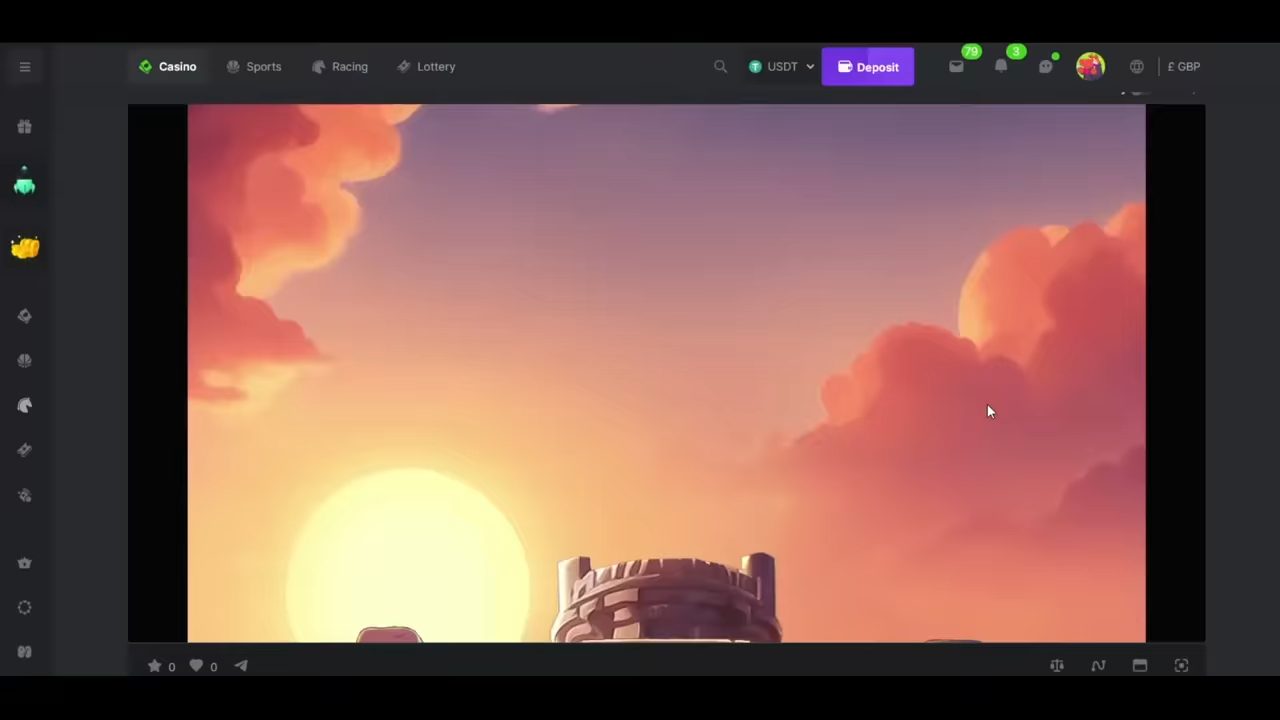 Casino
Sports
Racing
Lottery
USDT
Deposit
79
3
£ GBP
0
0